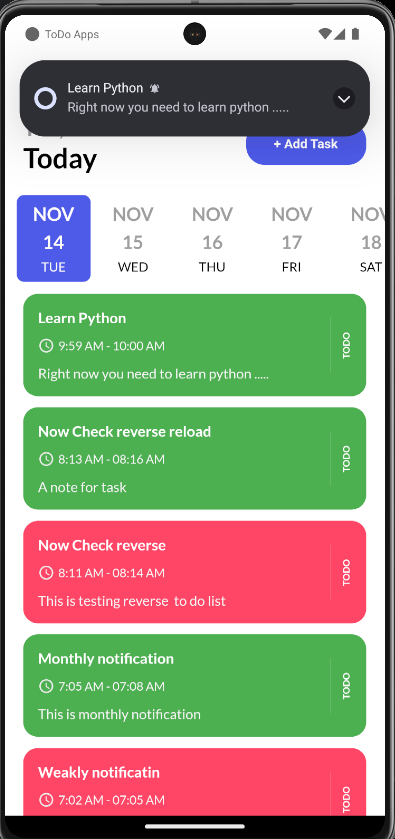 ToDo Apps
Learn Python
Right now you need to learn python .....
Today
+ Add Task
NOV NOV NOV NOV NOV
14 15 16 17 18
TUE WED THU FRI SAT
Learn Python
9:59 AM - 10:00 AM
Right now you need to learn python .....
TODO
Now Check reverse reload
8:13 AM - 08:16 AM
A note for task
TODO
Now Check reverse
8:11 AM - 08:14 AM
This is testing reverse to do list
TODO
Monthly notification
7:05 AM - 07:08 AM
This is monthly notification
TODO
Weakly notificatin
7:02 AM - 07:05 AM
TODO